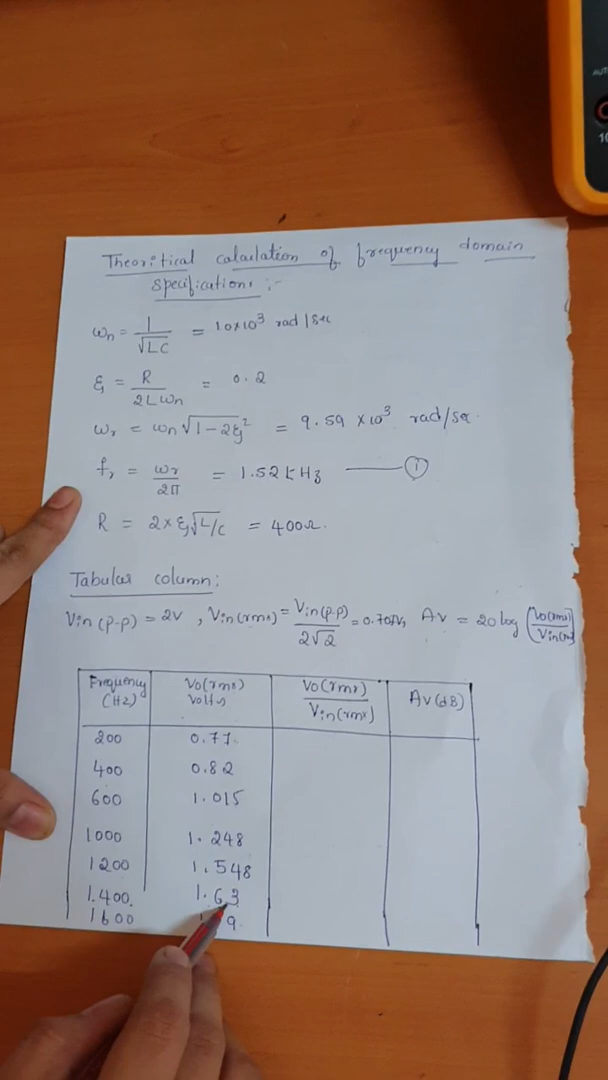 Theoritical calculation of frequency domain
specifications :-
ωn = 1/√LC = 10×10³ rad/sec
ξ = R/2Lωn = 0.2
ωr = ωn√1-2ξ² = 9.59 ×10³ rad/sec
fr = ωr/2π = 1.52 kHz ①
R = 2×ξ√L/C = 400Ω.
Tabular column:
Vin (p-p) = 2V , Vin(rms) = Vin(p-p)/2√2 = 0.707V, Av = 20 log (Vo(rms)/Vin(rms))
Frequency (Hz) Vo(rms) Volts Vo(rms)/Vin(rms) Av(dB)
200 0.77
400 0.82
600 1.015
1000 1.248
1200 1.548
1.400. 1.63
1600